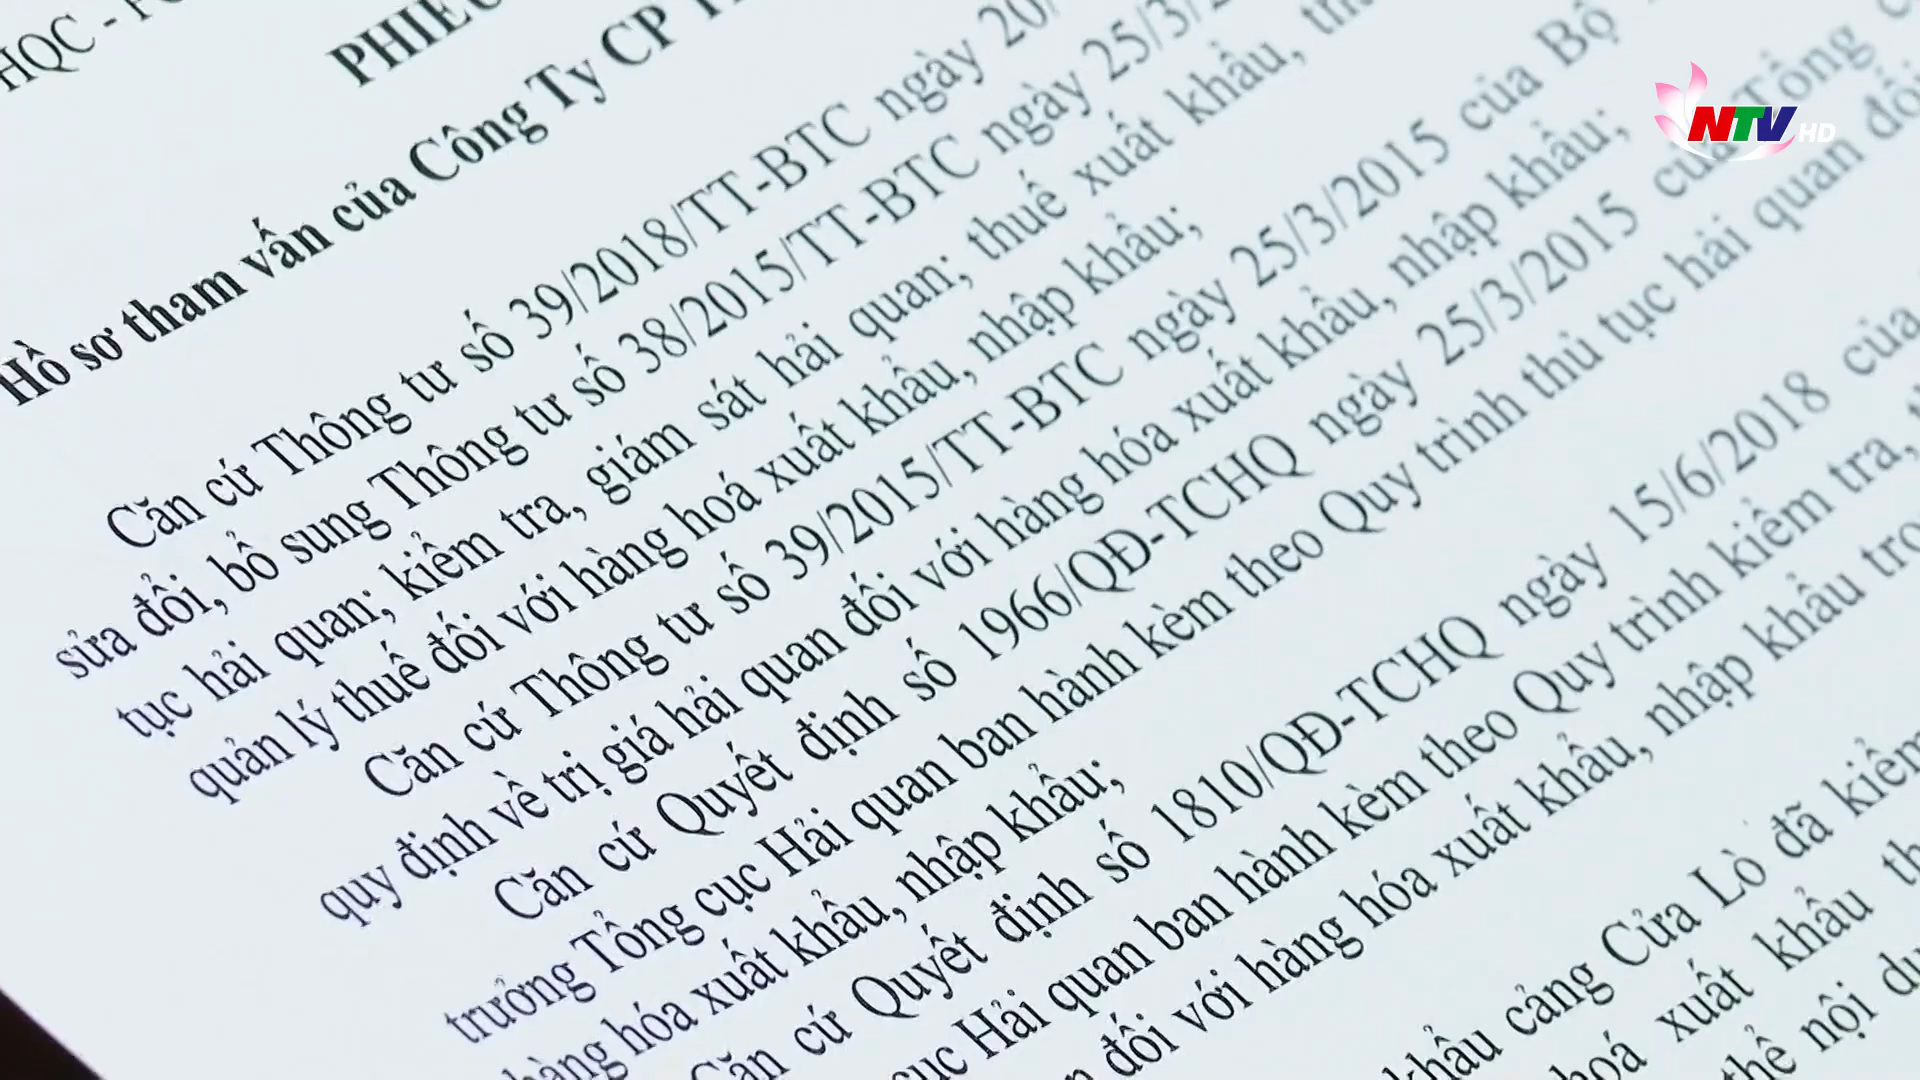 HQC -
PHIẾU
Hồ sơ tham vấn của Công Ty CP
Căn cứ Thông tư số 39/2018/TT-BTC ngày 20/
sửa đổi, bổ sung Thông tư số 38/2015/TT-BTC ngày 25/3/
tục hải quan; kiểm tra, giám sát hải quan; thuế xuất khẩu,
quản lý thuế đối với hàng hoá xuất khẩu, nhập khẩu;
Căn cứ Thông tư số 39/2015/TT-BTC ngày 25/3/2015 của Bộ
quy định về trị giá hải quan đối với hàng hóa xuất khẩu, nhập khẩu;
Căn cứ Quyết định số 1966/QĐ-TCHQ ngày 25/3/2015 của Tổng
trưởng Tổng cục Hải quan ban hành kèm theo Quy trình thủ tục hải quan đối
hàng hóa xuất khẩu, nhập khẩu;
Căn cứ Quyết định số 1810/QĐ-TCHQ ngày 15/6/2018 của
cục Hải quan ban hành kèm theo Quy trình kiểm tra,
đối với hàng hóa xuất khẩu, nhập khẩu
khẩu cảng Cửa Lò đã kiểm
hoá xuất khẩu
thể nội
NTV HD